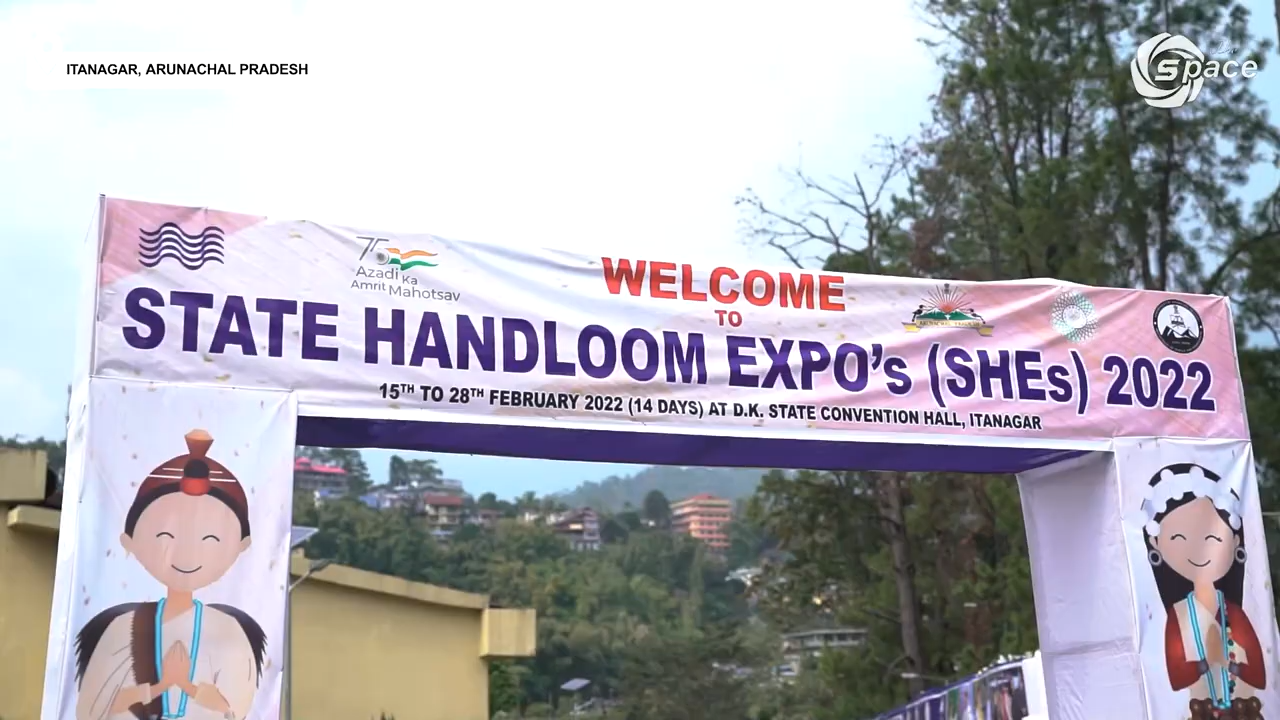 ITANAGAR, ARUNACHAL PRADESH
Space
75
Azadi Ka
Amrit Mahotsav
WELCOME
TO
STATE HANDLOOM EXPO's (SHEs) 2022
15TH TO 28TH FEBRUARY 2022 (14 DAYS) AT D.K. STATE CONVENTION HALL, ITANAGAR